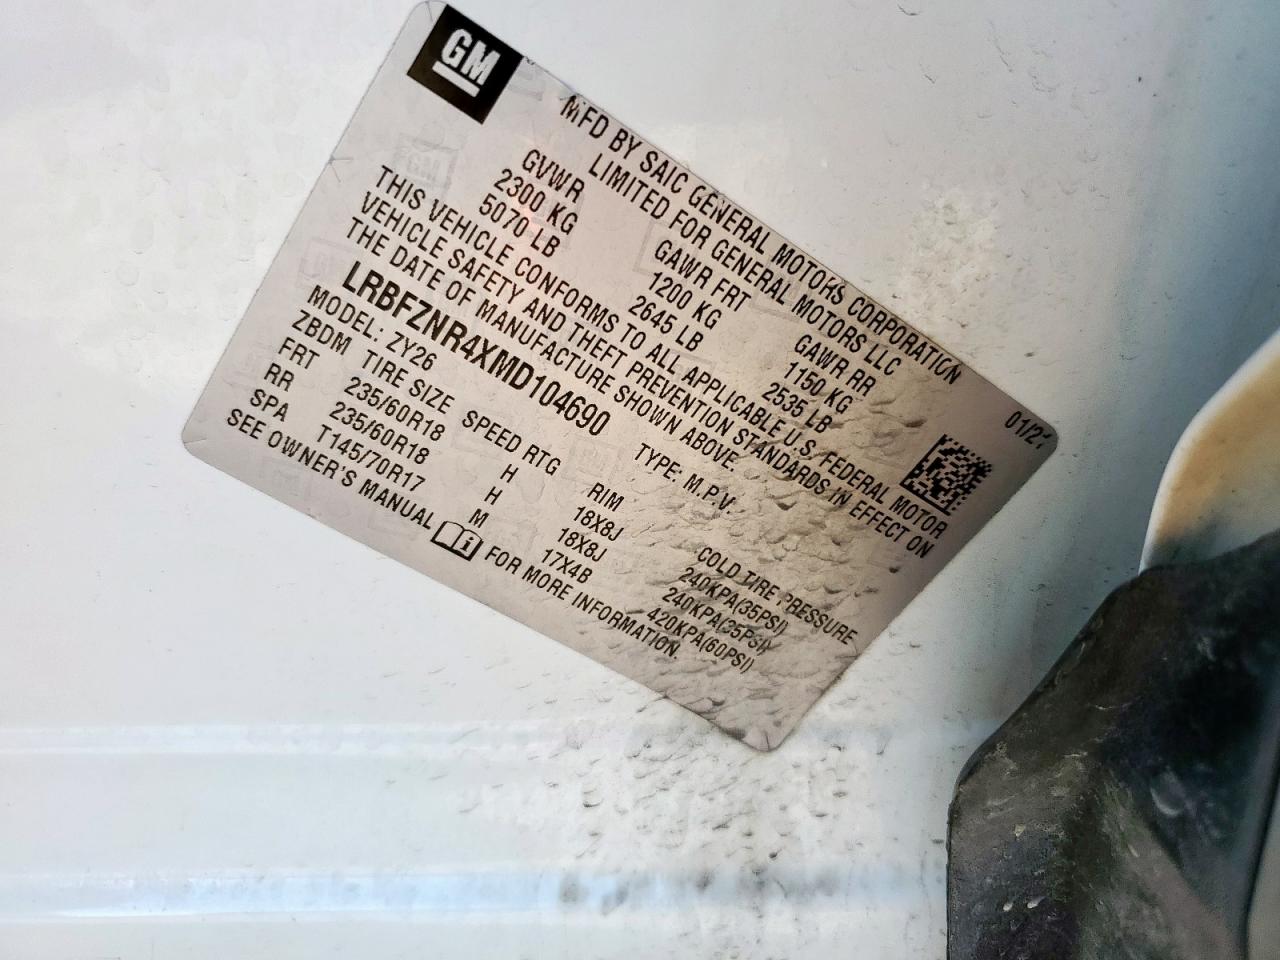 GM
MFD BY SAIC GENERAL MOTORS CORPORATION
LIMITED FOR GENERAL MOTORS LLC
01/21
GVWR GAWR FRT GAWR RR
2300 KG 1200 KG 1150 KG
5070 LB 2645 LB 2535 LB
THIS VEHICLE CONFORMS TO ALL APPLICABLE U.S. FEDERAL MOTOR
VEHICLE SAFETY AND THEFT PREVENTION STANDARDS IN EFFECT ON
THE DATE OF MANUFACTURE SHOWN ABOVE.
LRBFZNR4XMD104690 TYPE: M.P.V.
MODEL: ZY26
ZBDM TIRE SIZE SPEED RTG RIM COLD TIRE PRESSURE
FRT 235/60R18 H 18X8J 240KPA(35PSI)
RR 235/60R18 H 18X8J 240KPA(35PSI)
SPA T145/70R17 M 17X4B 420KPA(60PSI)
SEE OWNER'S MANUAL FOR MORE INFORMATION.